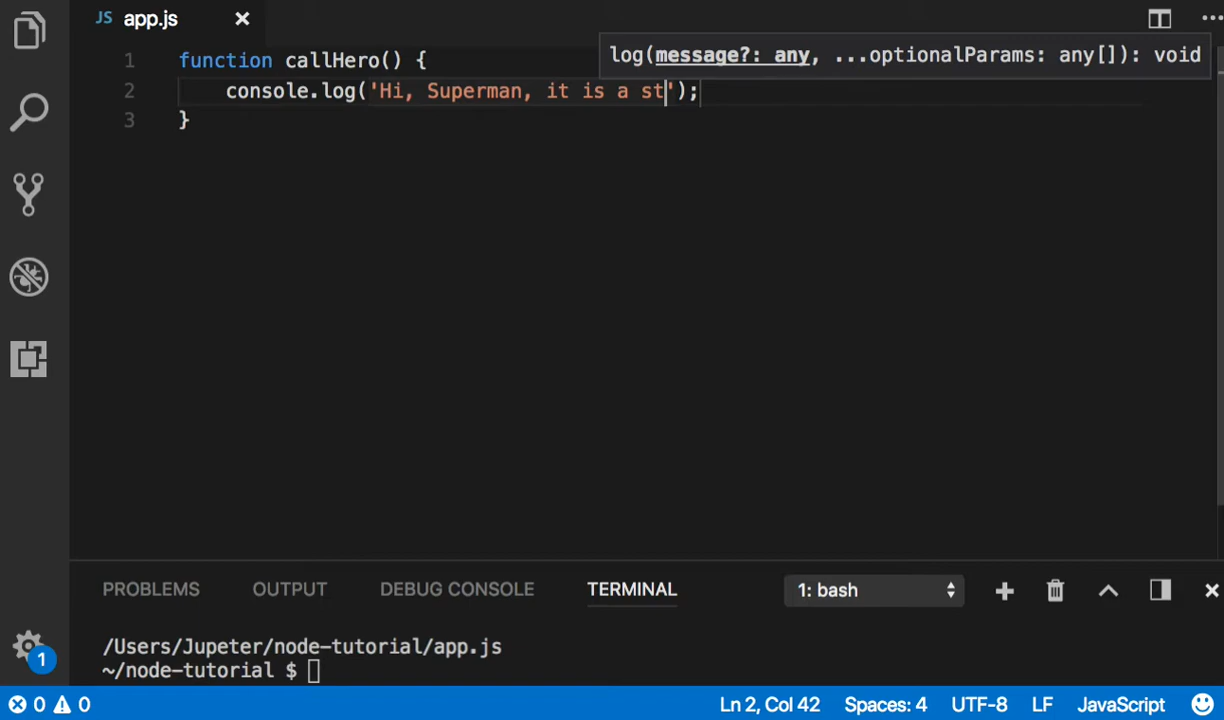 JS app.js
1 function callHero() {
log(message?: any, ...optionalParams: any[]): void
2 console.log('Hi, Superman, it is a st');
3 }
PROBLEMS OUTPUT DEBUG CONSOLE TERMINAL 1: bash
/Users/Jupeter/node-tutorial/app.js
~/node-tutorial $
1
0 0 Ln 2, Col 42 Spaces: 4 UTF-8 LF JavaScript